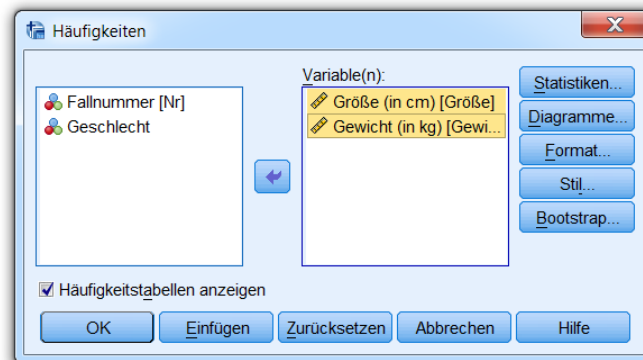 Häufigkeiten
Variable(n):
Fallnummer [Nr]
Geschlecht
Größe (in cm) [Größe]
Gewicht (in kg) [Gewi...
Statistiken...
Diagramme...
Format...
Stil...
Bootstrap...
Häufigkeitstabellen anzeigen
OK
Einfügen
Zurücksetzen
Abbrechen
Hilfe